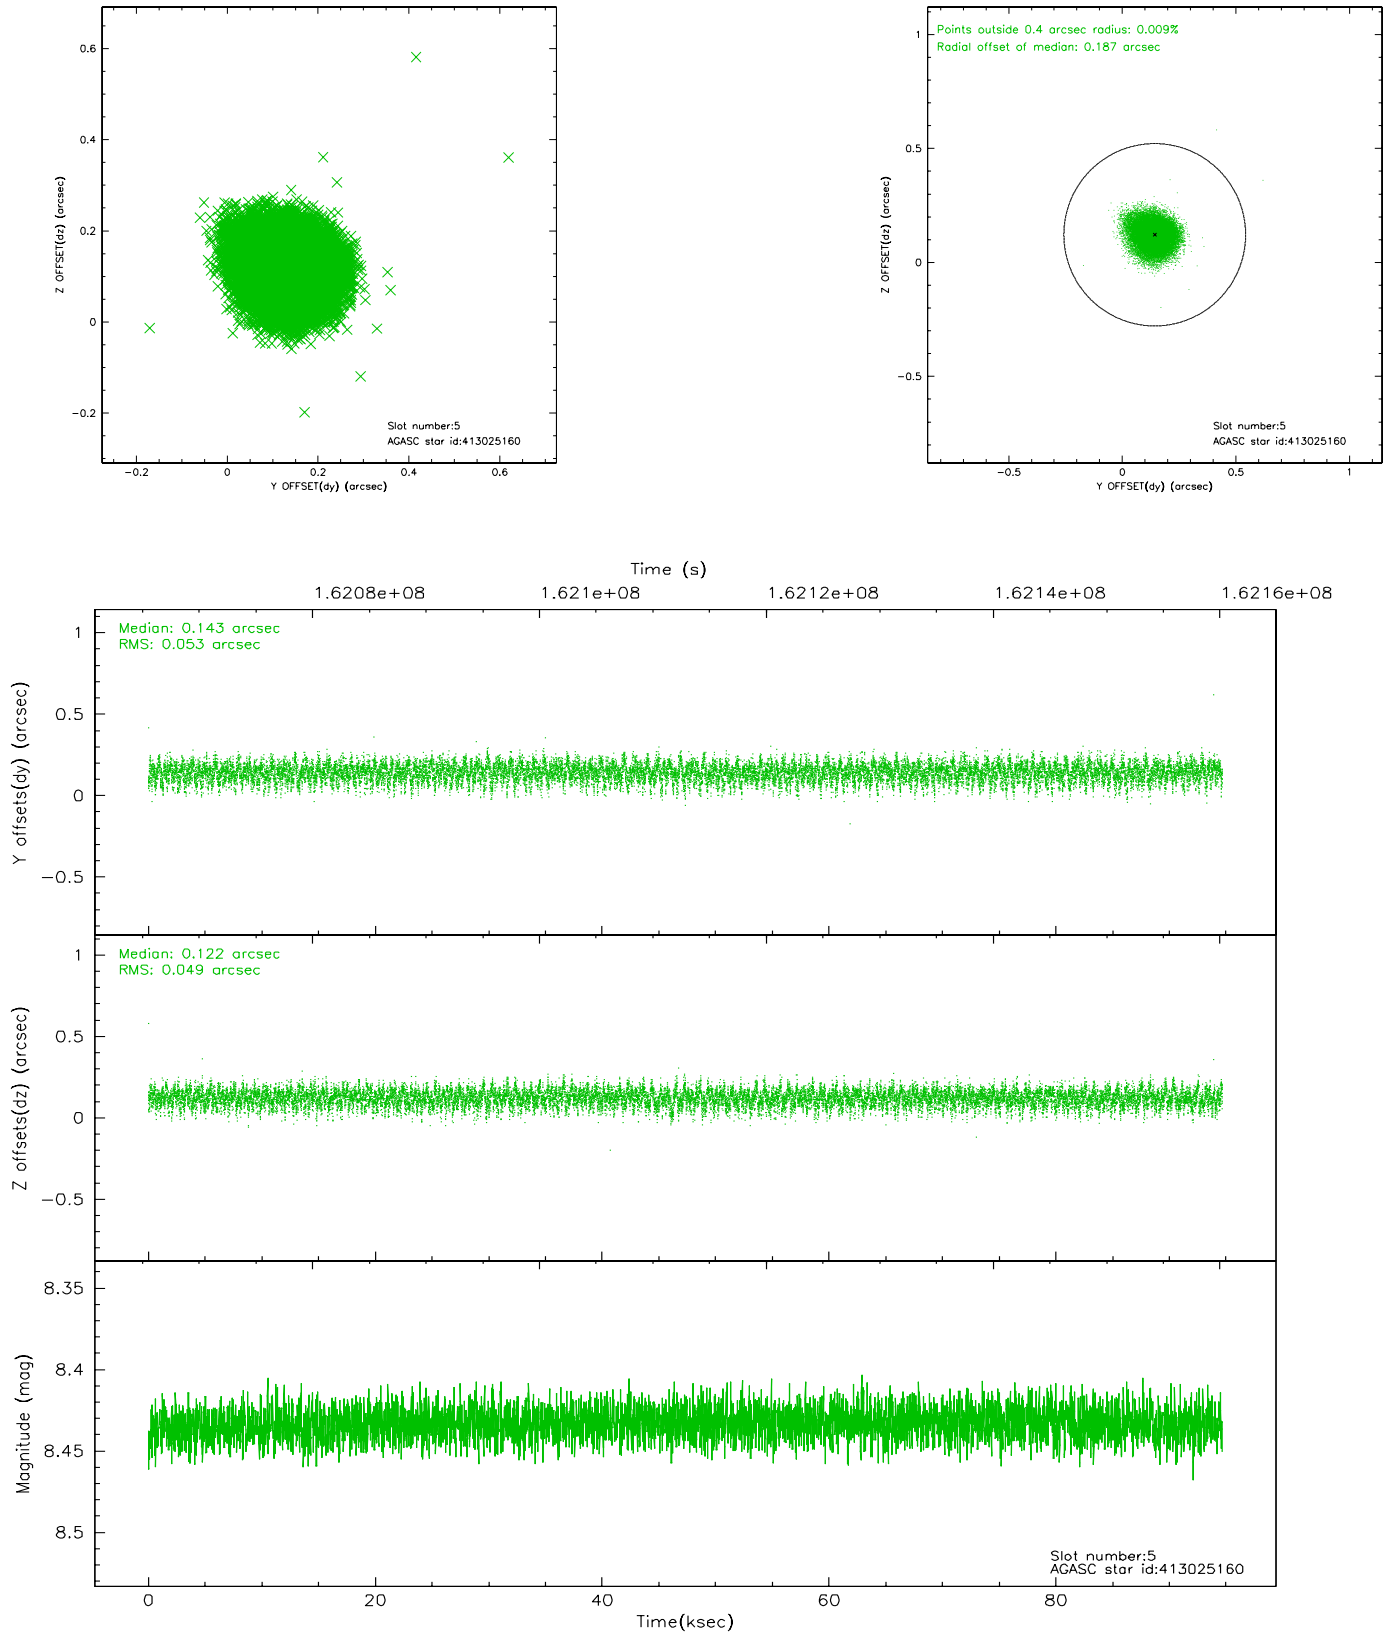 0.6
0.4
0.2
0
−0.2
Z OFFSET(dz) (arcsec)
Slot number:5
AGASC star id:413025160
−0.2 0 0.2 0.4 0.6
Y OFFSET(dy) (arcsec)
Points outside 0.4 arcsec radius: 0.009%
Radial offset of median: 0.187 arcsec
1
0.5
0
−0.5
Z OFFSET(dz) (arcsec)
Slot number:5
AGASC star id:413025160
−0.5 0 0.5 1
Y OFFSET(dy) (arcsec)
Time (s)
1.6208e+08 1.621e+08 1.6212e+08 1.6214e+08 1.6216e+08
Median: 0.143 arcsec
RMS: 0.053 arcsec
1
0.5
0
−0.5
Y offsets(dy) (arcsec)
Median: 0.122 arcsec
RMS: 0.049 arcsec
1
0.5
0
−0.5
Z offsets(dz) (arcsec)
8.35
8.4
8.45
8.5
Magnitude (mag)
Slot number:5
AGASC star id:413025160
0 20 40 60 80
Time(ksec)